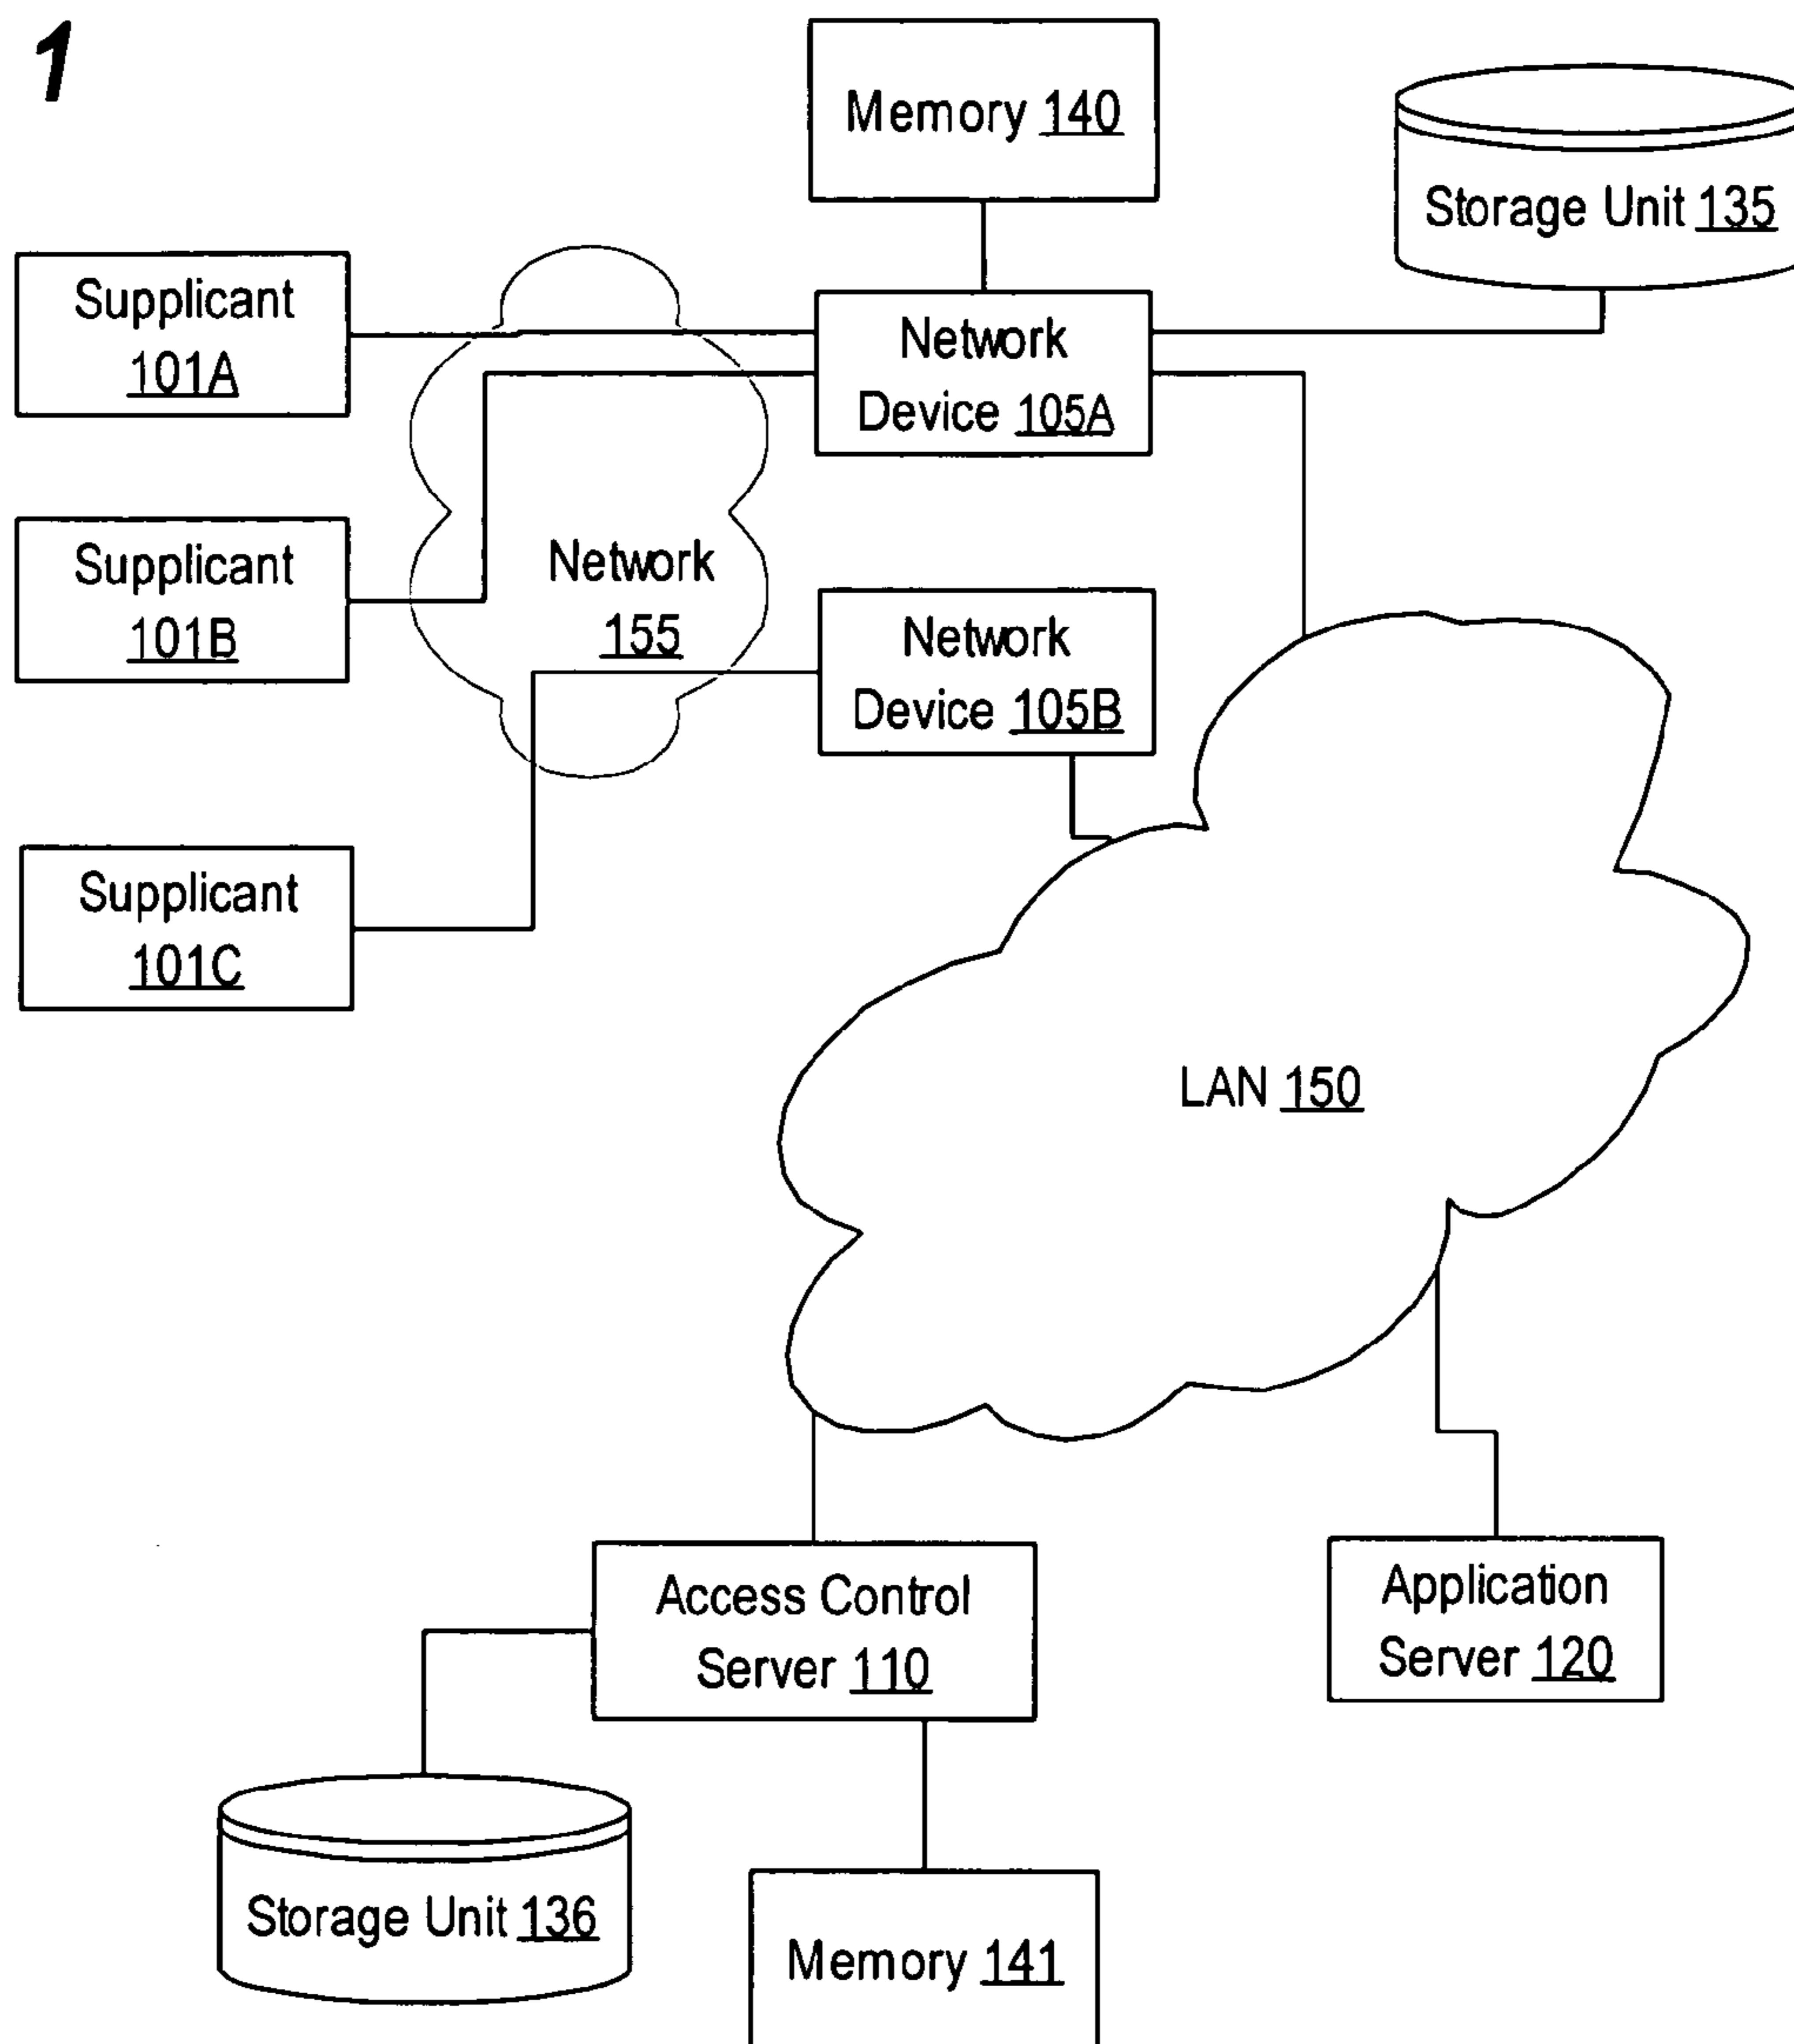 1
Memory 140
Storage Unit 135
Supplicant
101A
Network
Device 105A
Supplicant
101B
Network
155
Network
Device 105B
Supplicant
101C
LAN 150
Access Control
Server 110
Application
Server 120
Storage Unit 136
Memory 141